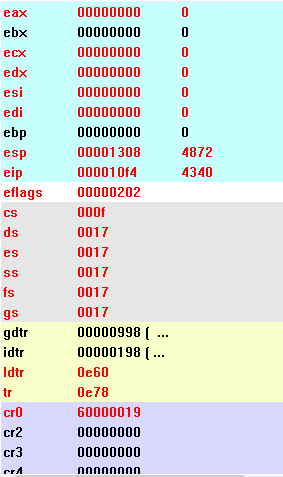 eax 00000000 0
ebx 00000000 0
ecx 00000000 0
edx 00000000 0
esi 00000000 0
edi 00000000 0
ebp 00000000 0
esp 00001308 4872
eip 000010f4 4340
eflags 00000202
cs 000f
ds 0017
es 0017
ss 0017
fs 0017
gs 0017
gdtr 00000998 ( ...
idtr 00000198 ( ...
ldtr 0e60
tr 0e78
cr0 60000019
cr2 00000000
cr3 00000000
cr4 00000000